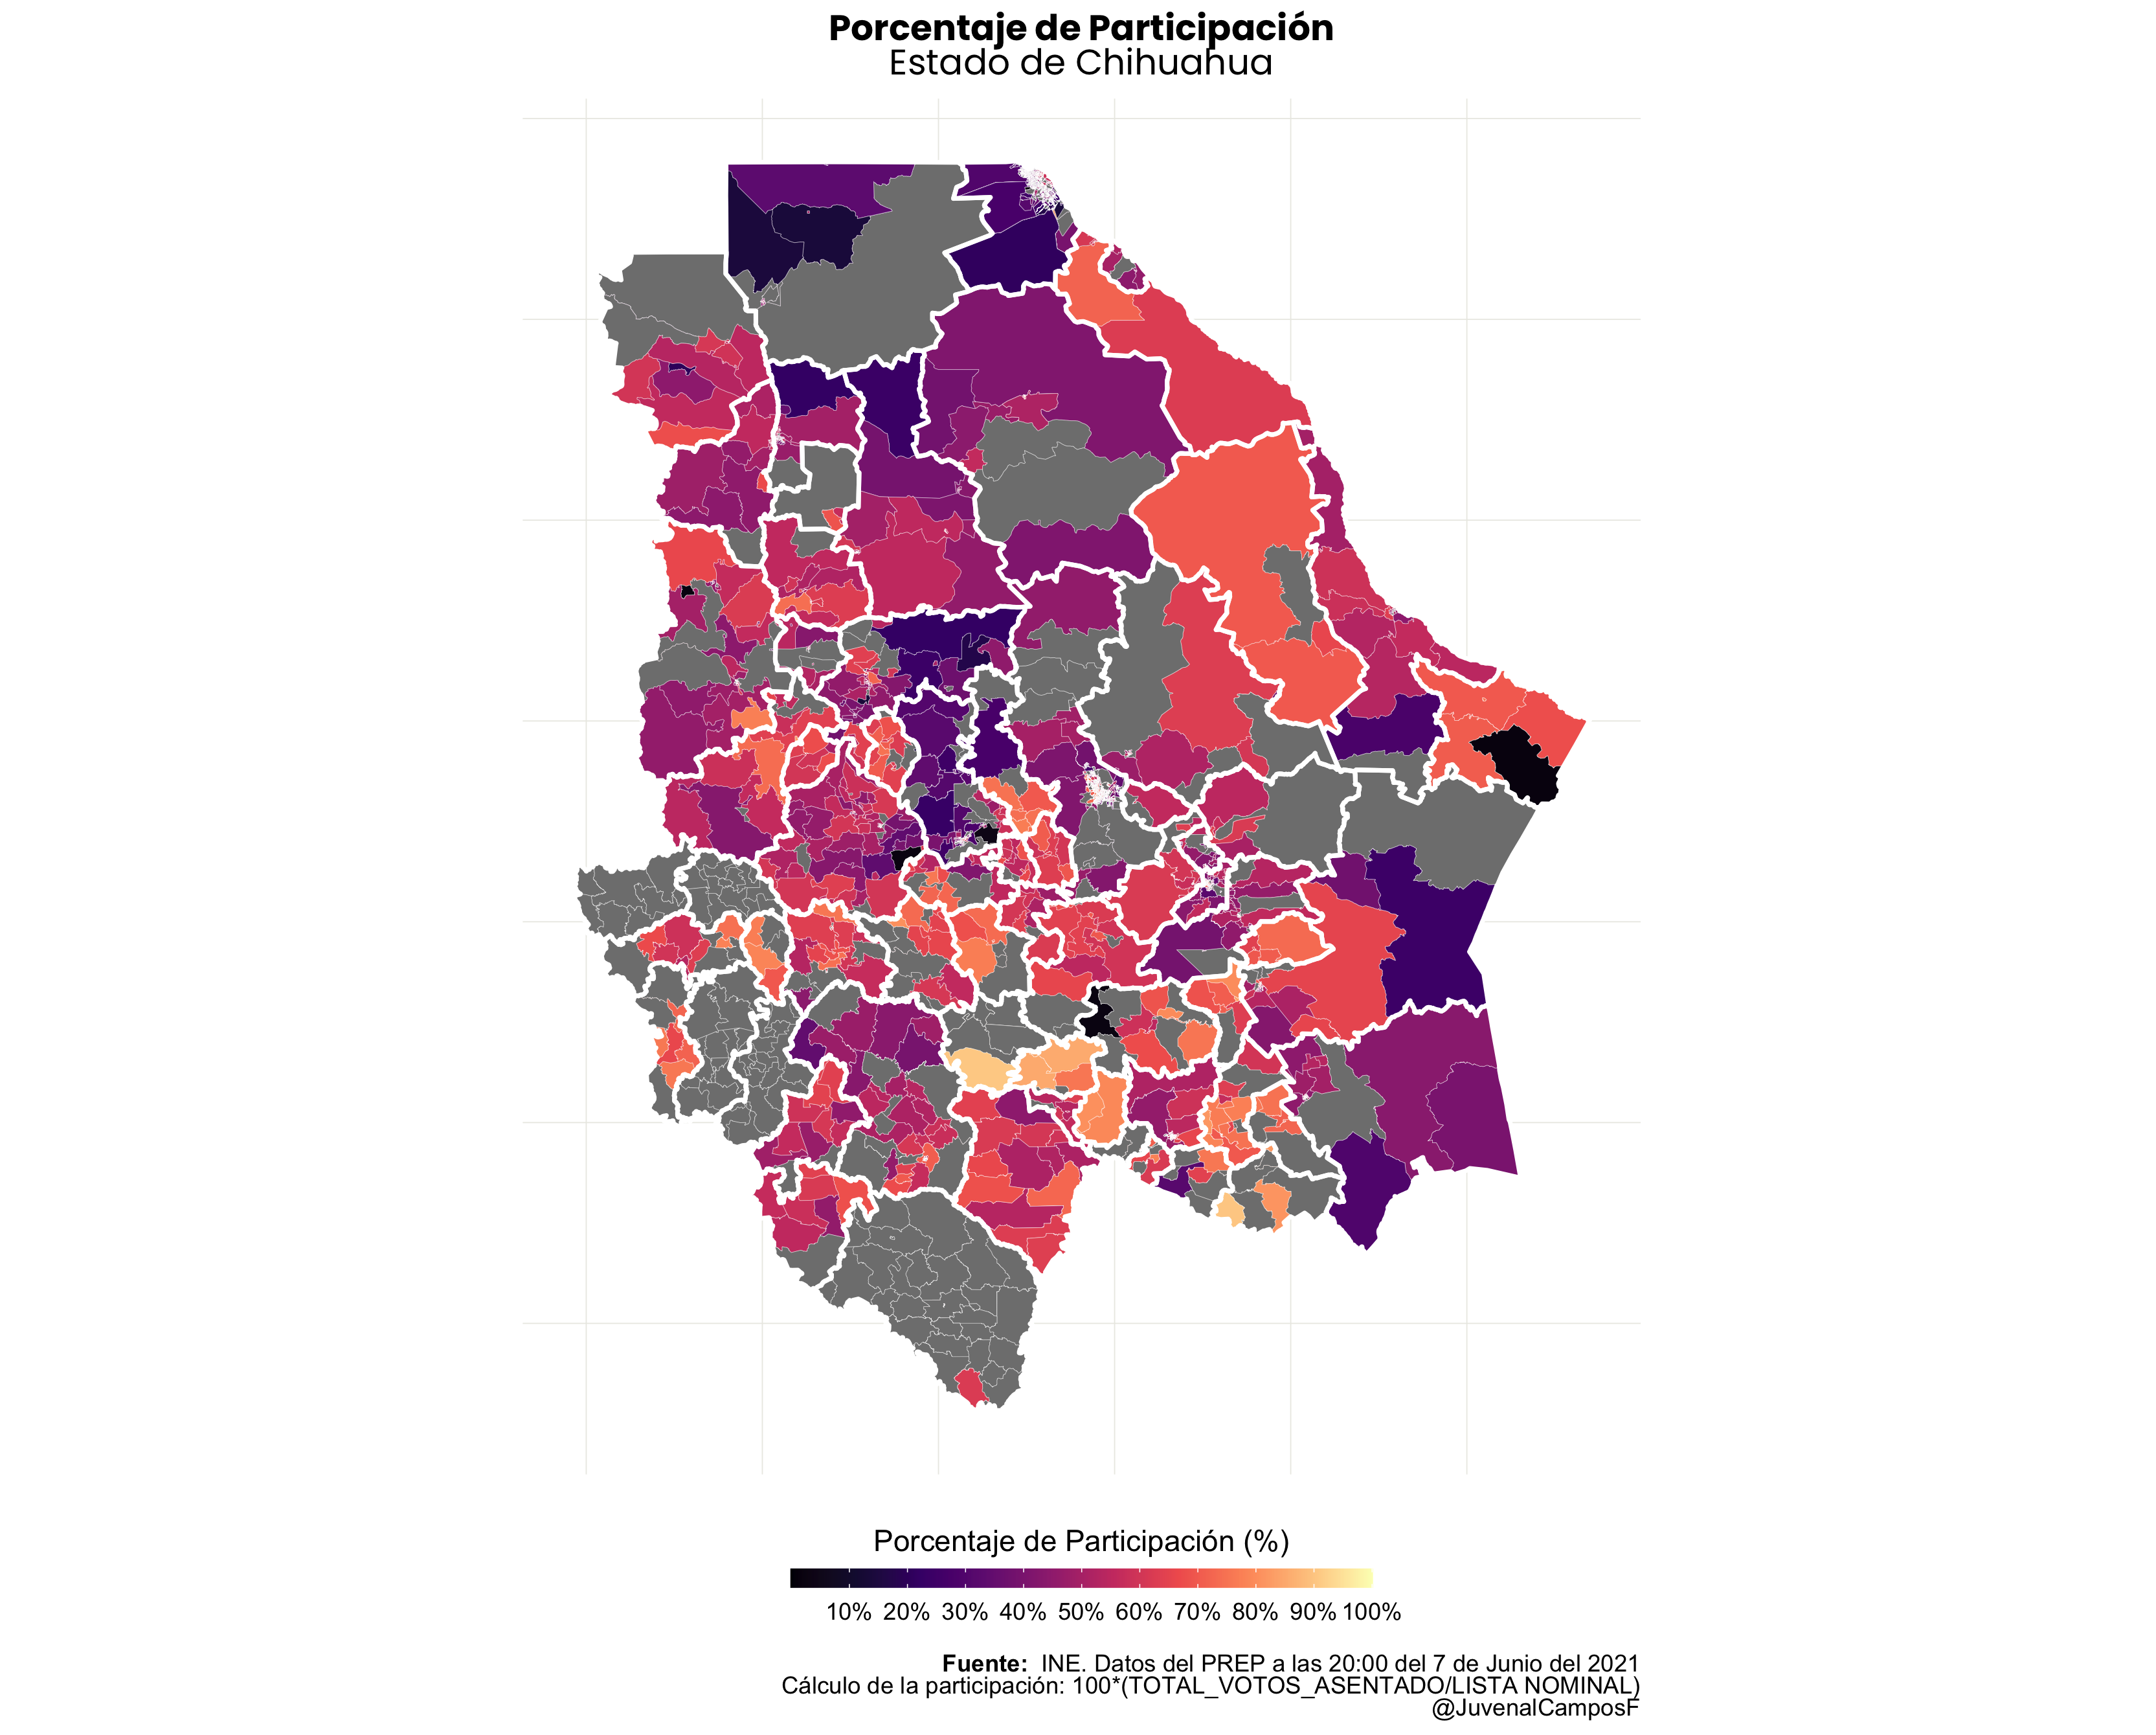 Porcentaje de Participación
Estado de Chihuahua
Porcentaje de Participación (%)
10% 20% 30% 40% 50% 60% 70% 80% 90% 100%
Fuente: INE. Datos del PREP a las 20:00 del 7 de Junio del 2021
Cálculo de la participación: 100*(TOTAL_VOTOS_ASENTADO/LISTA NOMINAL)
@JuvenalCamposF